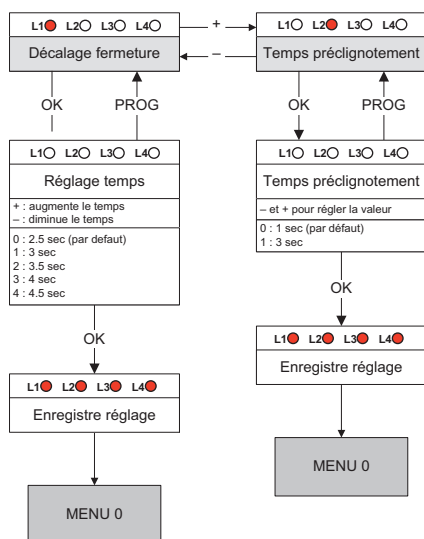 L1 L2 L3 L4
Décalage fermeture
+
–
L1 L2 L3 L4
Temps préclignotement
OK
PROG
OK
PROG
L1 L2 L3 L4
Réglage temps
+ : augmente le temps
– : diminue le temps
0 : 2.5 sec (par defaut)
1 : 3 sec
2 : 3.5 sec
3 : 4 sec
4 : 4.5 sec
OK
L1 L2 L3 L4
Enregistre réglage
MENU 0
L1 L2 L3 L4
Temps préclignotement
– et + pour régler la valeur
0 : 1 sec (par défaut)
1 : 3 sec
OK
L1 L2 L3 L4
Enregistre réglage
MENU 0